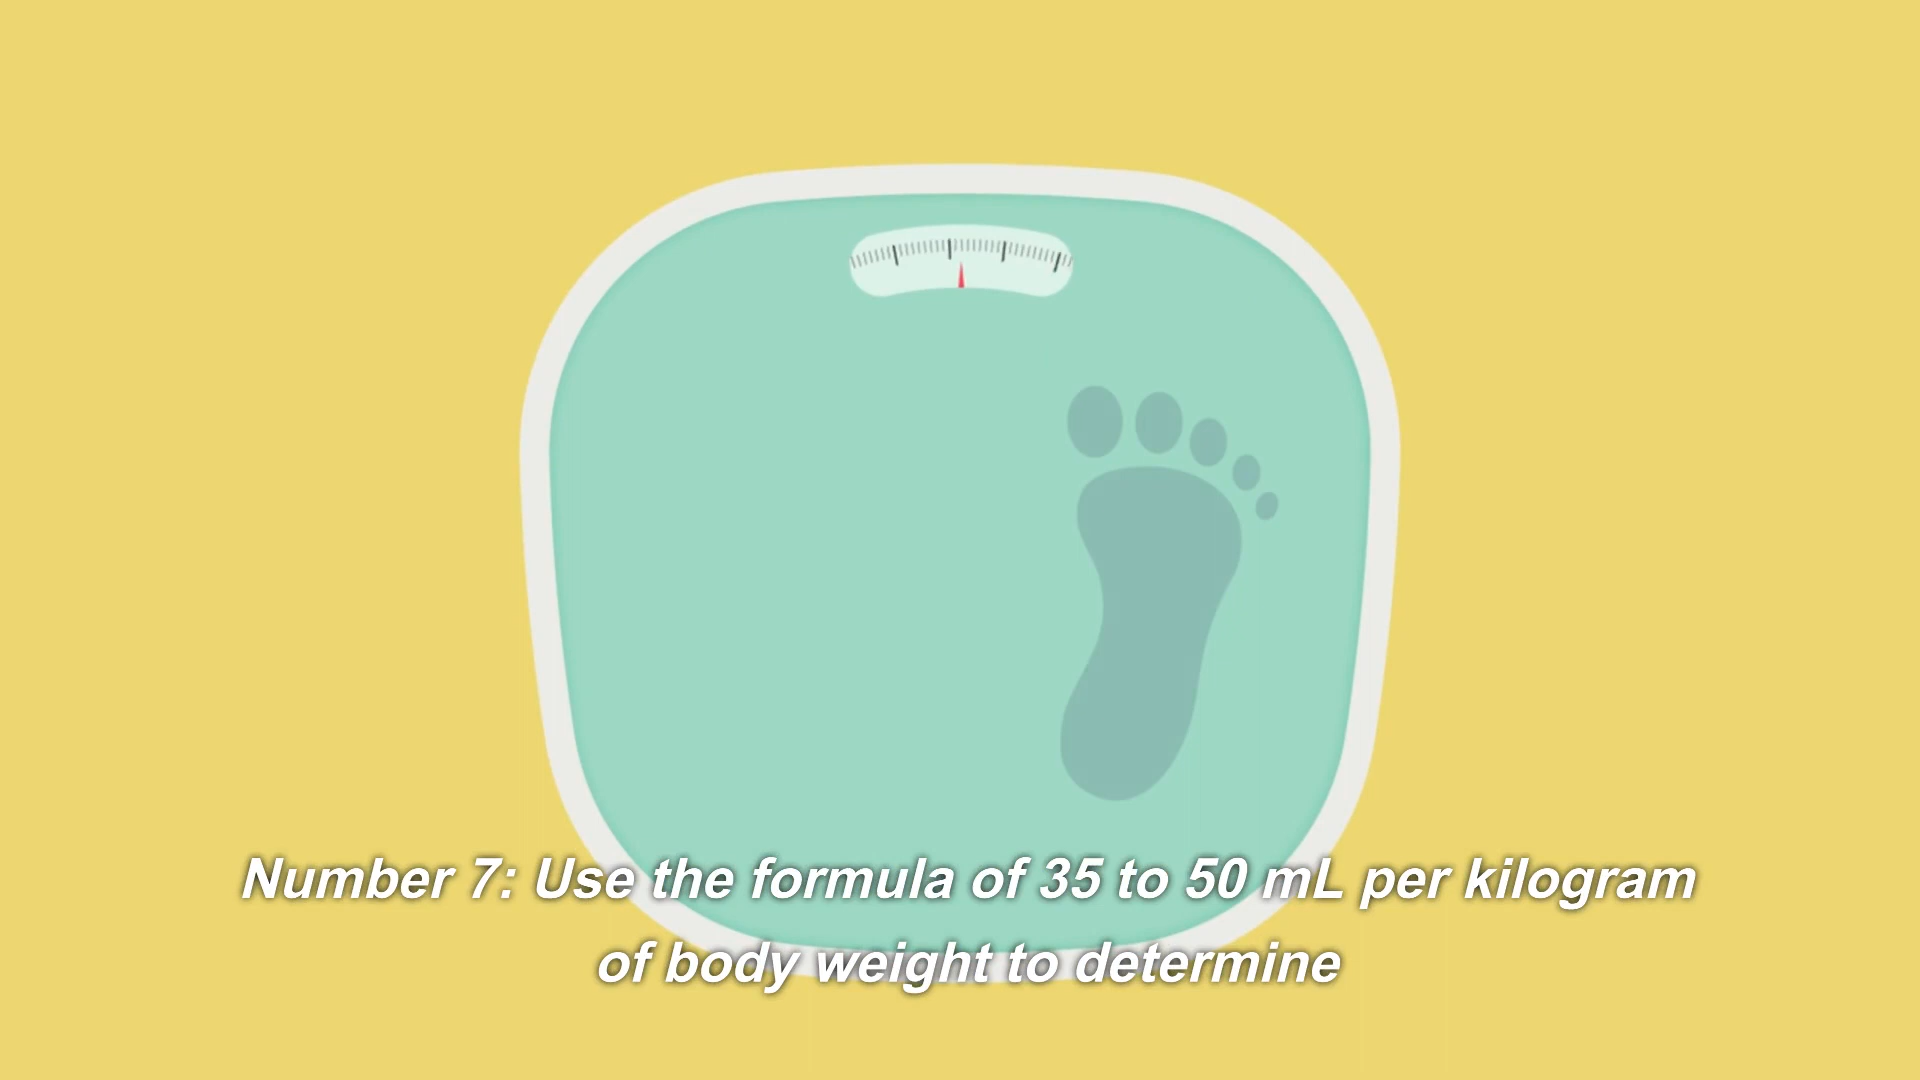 Number 7: Use the formula of 35 to 50 mL per kilogram
of body weight to determine